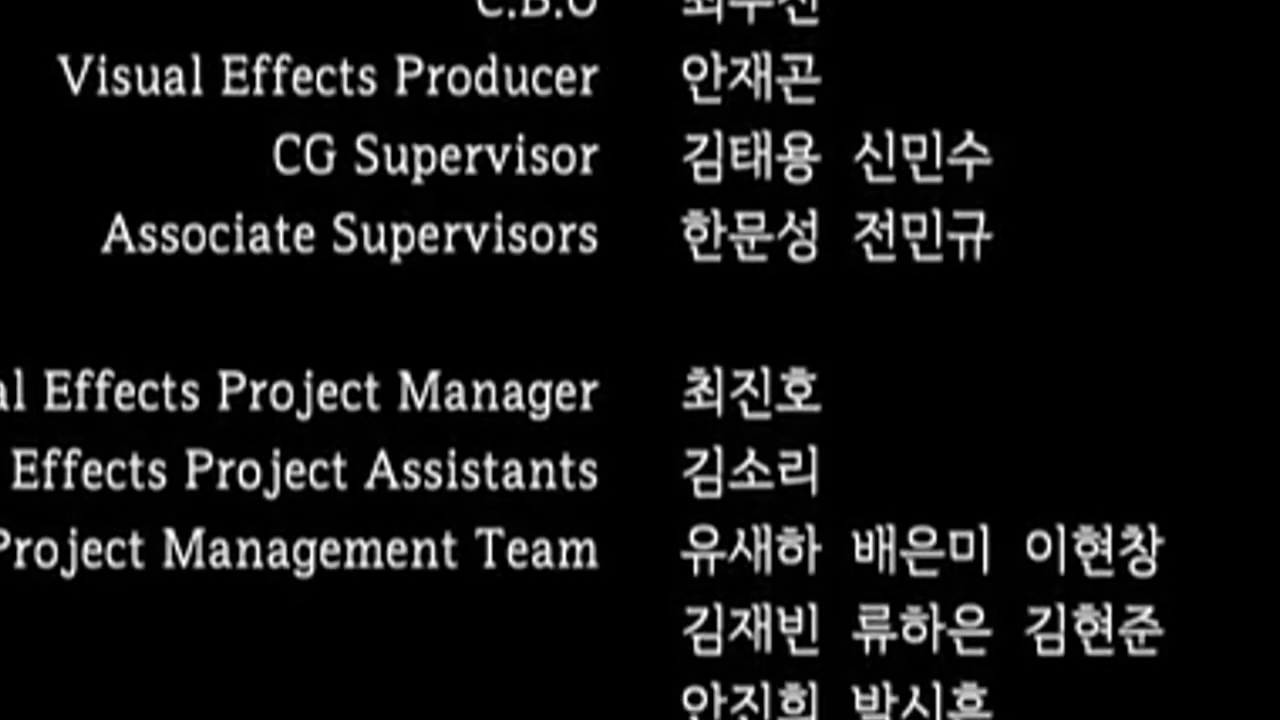 Visual Effects Producer 안재곤
CG Supervisor 김태용 신민수
Associate Supervisors 한문성 전민규
Effects Project Manager 최진호
Effects Project Assistants 김소리
Project Management Team 유새하 배은미 이현창
김재빈 류하은 김현준